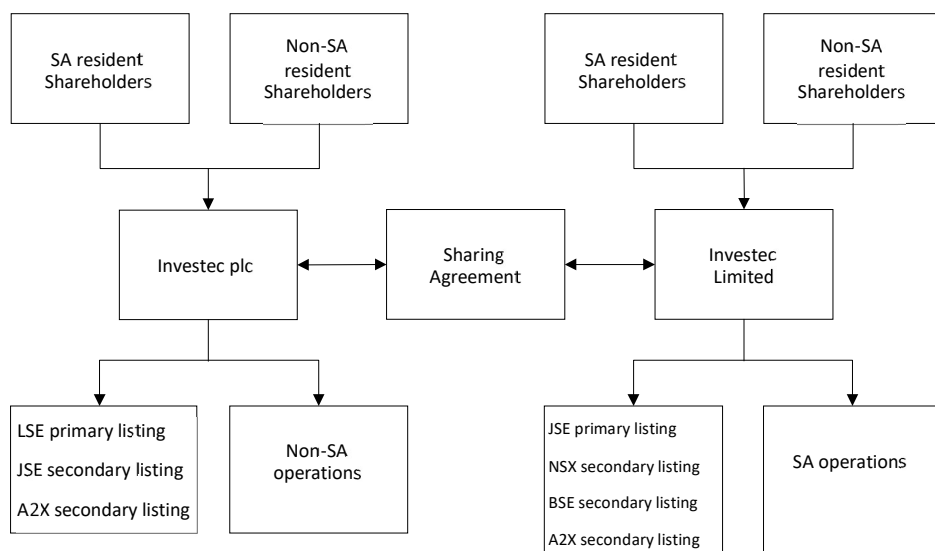 SA resident
Shareholders
Non-SA
resident
Shareholders
SA resident
Shareholders
Non-SA
resident
Shareholders
Investec plc
Sharing
Agreement
Investec
Limited
LSE primary listing
JSE secondary listing
A2X secondary listing
Non-SA
operations
JSE primary listing
NSX secondary listing
BSE secondary listing
A2X secondary listing
SA operations